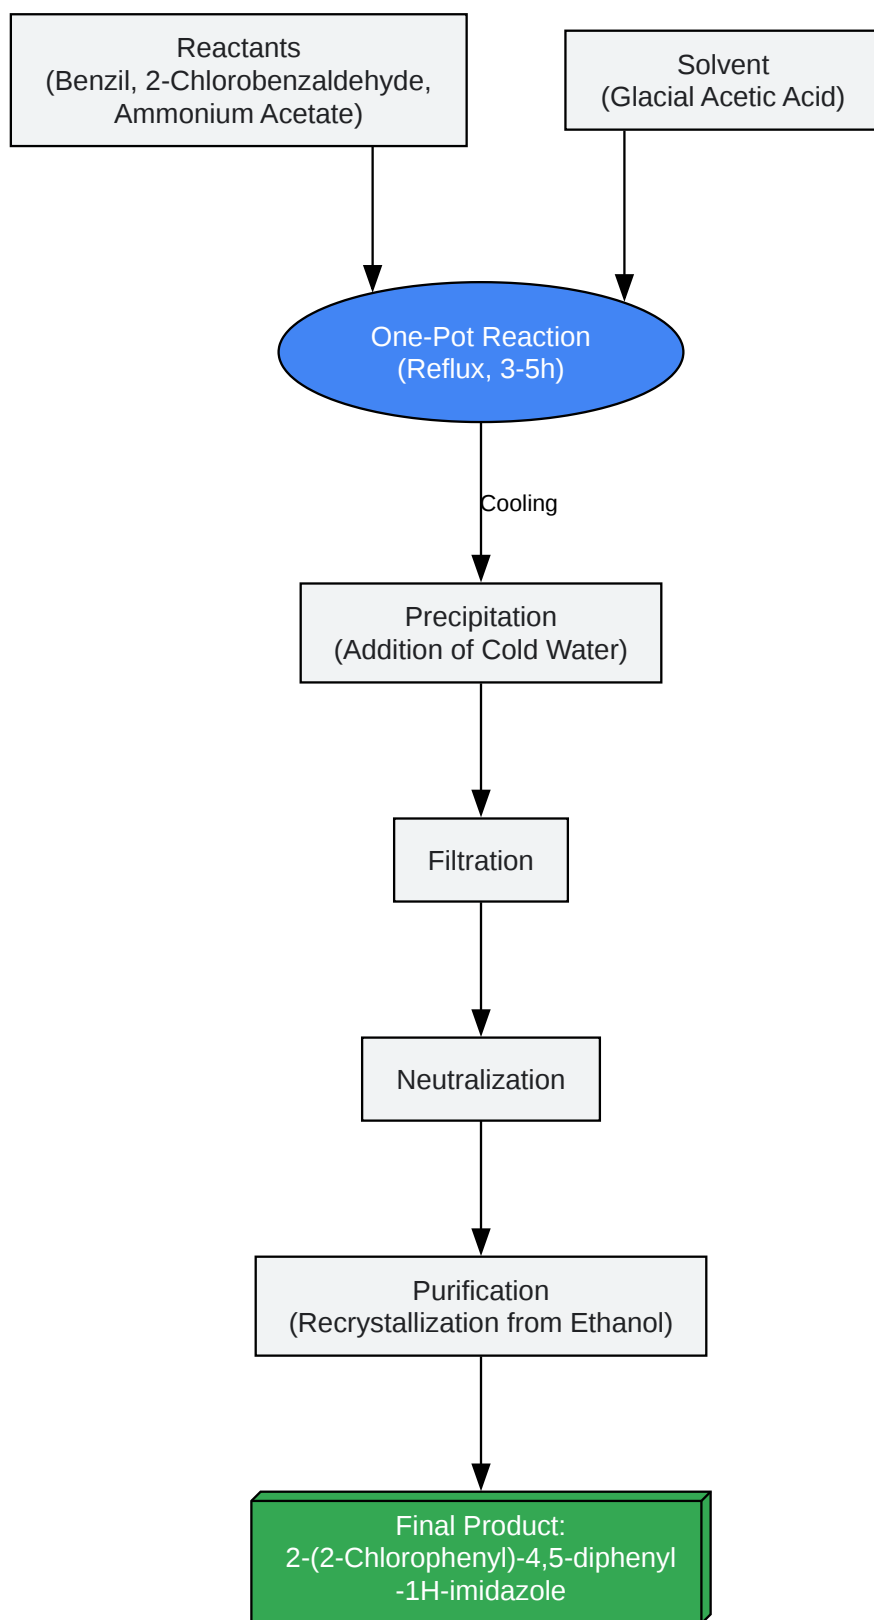 Reactants
(Benzil, 2-Chlorobenzaldehyde,
Ammonium Acetate)
Solvent
(Glacial Acetic Acid)
One-Pot Reaction
(Reflux, 3-5h)
Cooling
Precipitation
(Addition of Cold Water)
Filtration
Neutralization
Purification
(Recrystallization from Ethanol)
Final Product:
2-(2-Chlorophenyl)-4,5-diphenyl
-1H-imidazole